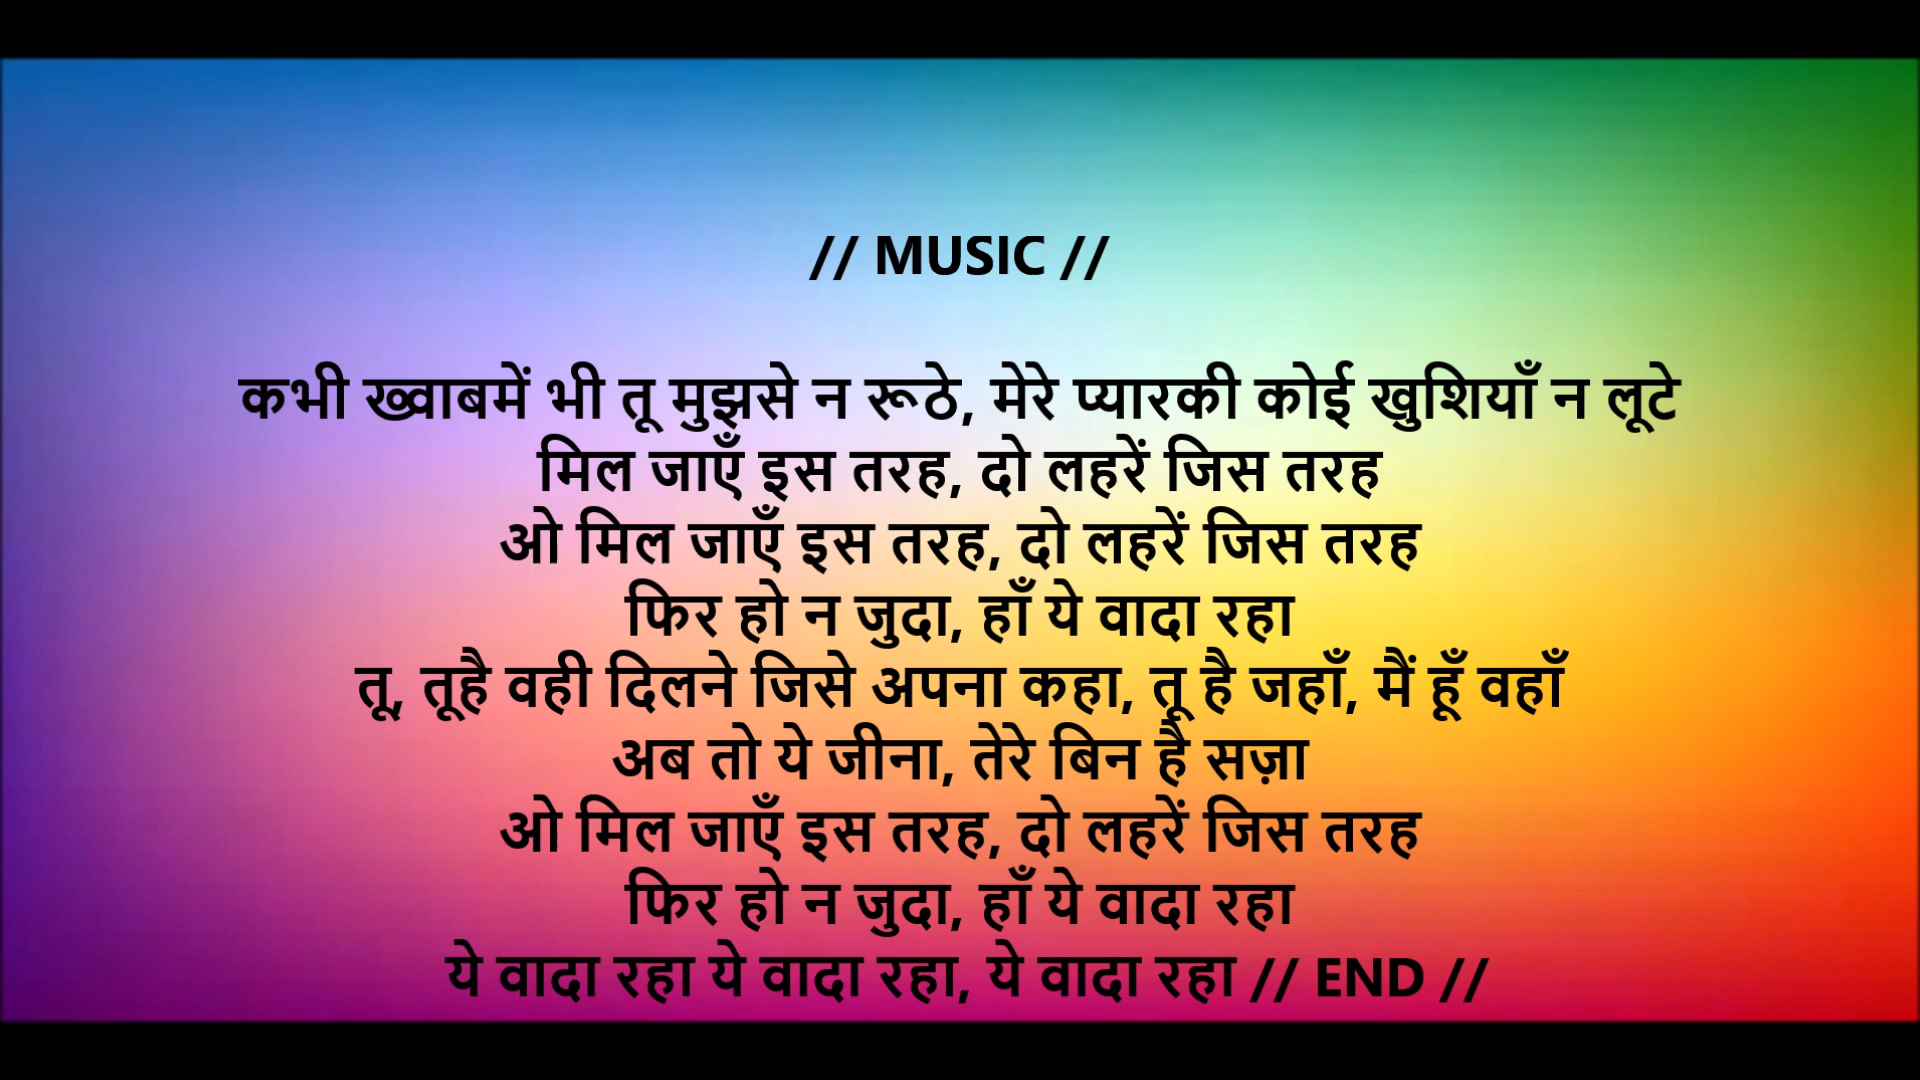 // MUSIC //
कभी ख्वाबमें भी तू मुझसे न रूठे, मेरे प्यारकी कोई खुशियाँ न लूटे
मिल जाएँ इस तरह, दो लहरें जिस तरह
ओ मिल जाएँ इस तरह, दो लहरें जिस तरह
फिर हो न जुदा, हाँ ये वादा रहा
तू, तूहै वही दिलने जिसे अपना कहा, तू है जहाँ, मैं हूँ वहाँ
अब तो ये जीना, तेरे बिन है सज़ा
ओ मिल जाएँ इस तरह, दो लहरें जिस तरह
फिर हो न जुदा, हाँ ये वादा रहा
ये वादा रहा ये वादा रहा, ये वादा रहा // END //